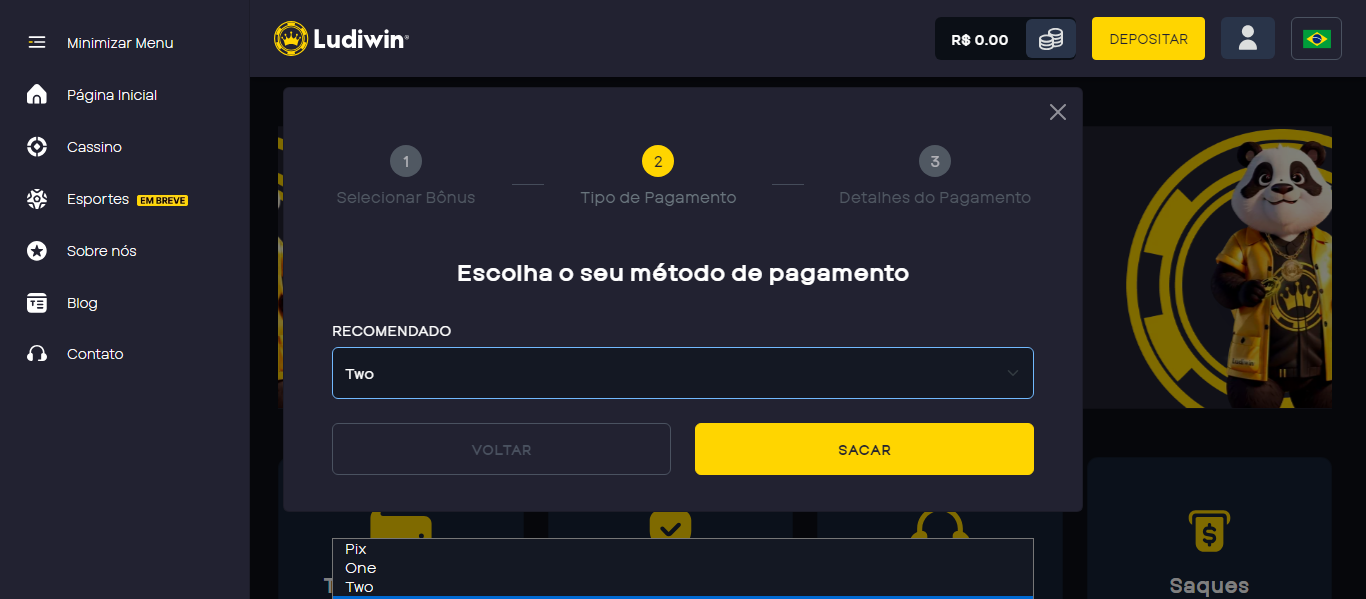 Minimizar Menu
Página Inicial
Cassino
Esportes EM BREVE
Sobre nós
Blog
Contato
Ludiwin®
R$ 0.00
DEPOSITAR
1
Selecionar Bônus
2
Tipo de Pagamento
3
Detalhes do Pagamento
Escolha o seu método de pagamento
RECOMENDADO
Two
VOLTAR
SACAR
Pix
One
Two
Saques